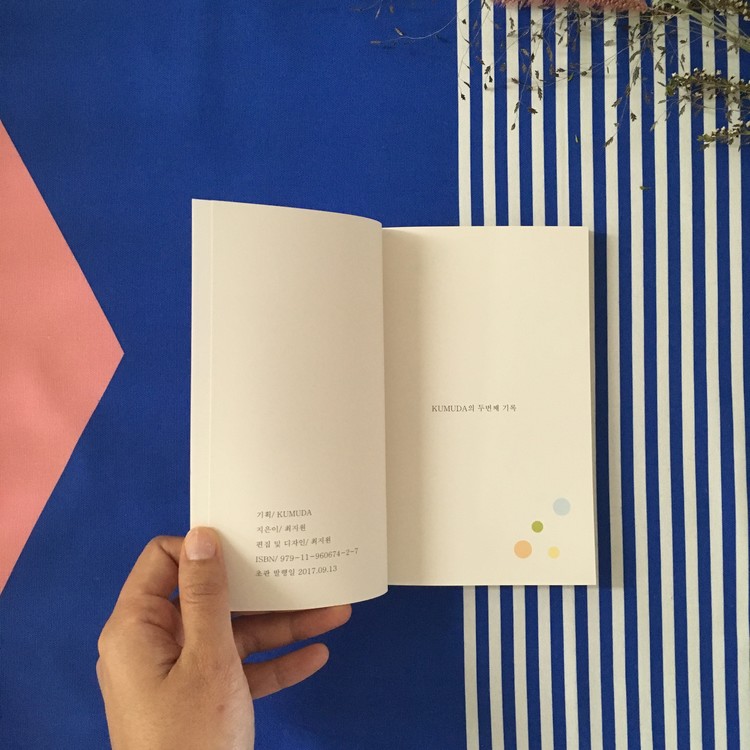 기획/ KUMUDA
지은이/ 최지원
편집 및 디자인/ 최지원
ISBN/ 979-11-960674-2-7
초판 발행일 2017.09.13
KUMUDA의 두번째 기록